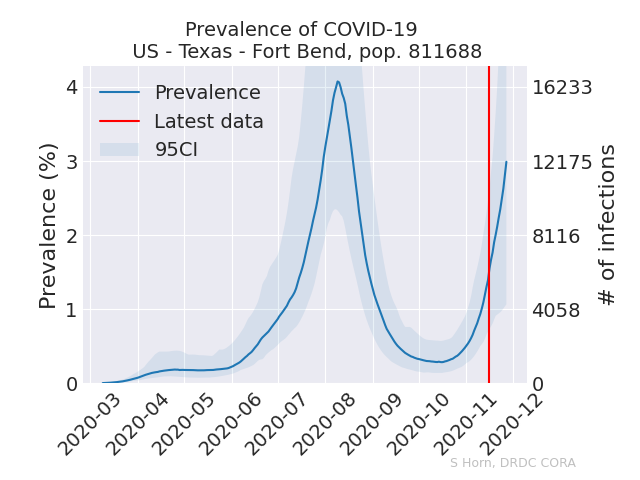 Prevalence of COVID-19
US - Texas - Fort Bend, pop. 811688
Prevalence
Latest data
95CI
Prevalence (%)
4
3
2
1
0
16233
12175
8116
4058
0
# of infections
2020-03
2020-04
2020-05
2020-06
2020-07
2020-08
2020-09
2020-10
2020-11
2020-12
S Horn, DRDC CORA